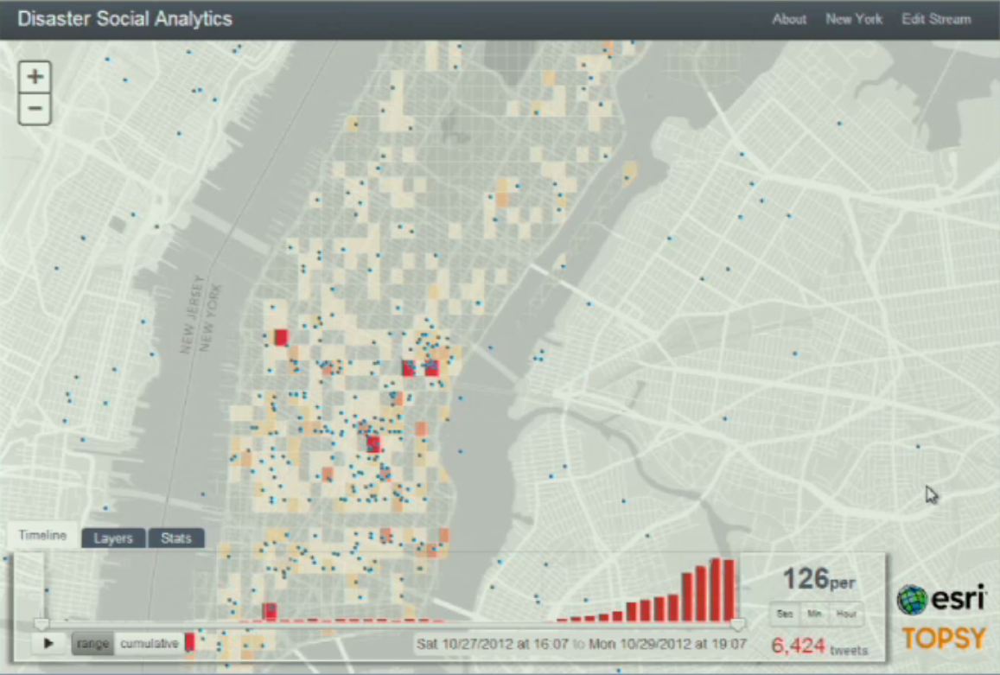 Disaster Social Analytics
About New York Edit Stream
+
−
NEW JERSEY
NEW YORK
Timeline Layers Stats
126per
Sec Min Hour
range cumulative
Sat 10/27/2012 at 16:07 to Mon 10/29/2012 at 19:07
6,424 tweets
esri
TOPSY